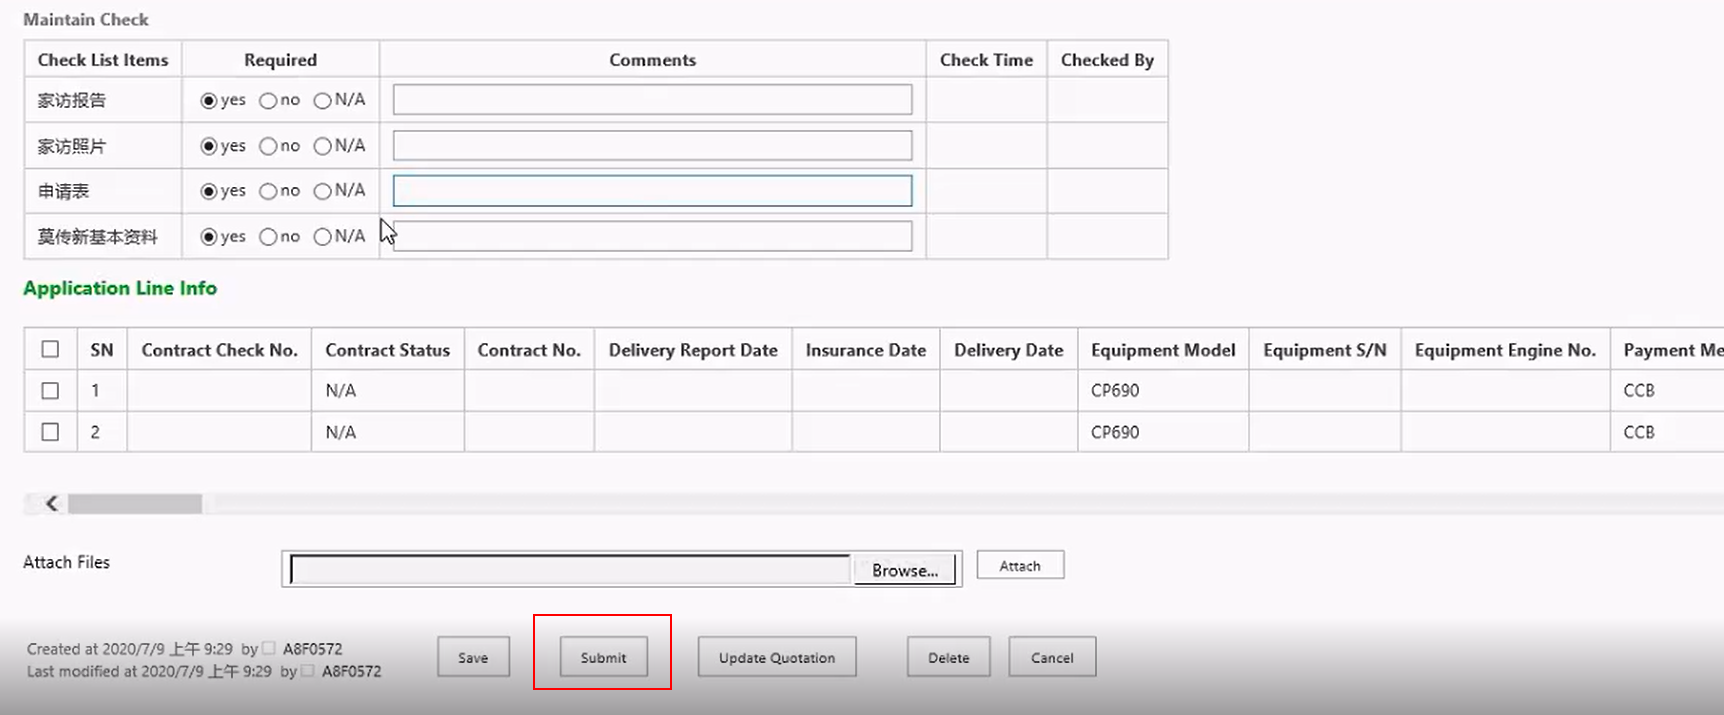 Maintain Check
Check List Items Required Comments Check Time Checked By
家访报告 yes no N/A
家访照片 yes no N/A
申请表 yes no N/A
莫传新基本资料 yes no N/A
Application Line Info
SN Contract Check No. Contract Status Contract No. Delivery Report Date Insurance Date Delivery Date Equipment Model Equipment S/N Equipment Engine No. Payment Me
1 N/A CP690 CCB
2 N/A CP690 CCB
Attach Files Browse... Attach
Created at 2020/7/9 上午 9:29 by A8F0572
Last modified at 2020/7/9 上午 9:29 by A8F0572
Save Submit Update Quotation Delete Cancel